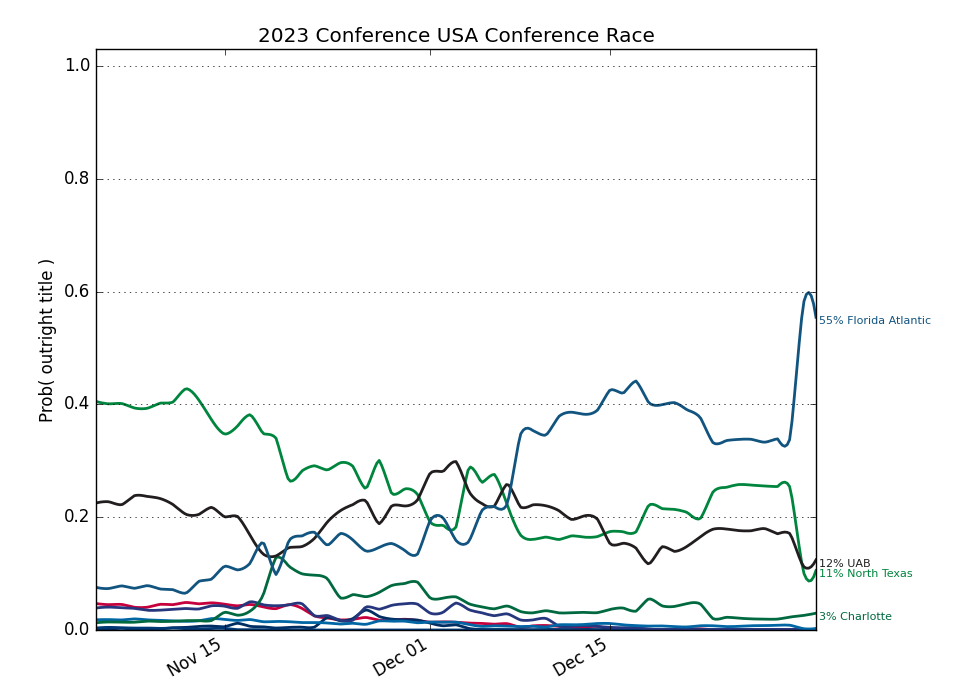 2023 Conference USA Conference Race
1.0
0.8
0.6
0.4
0.2
0.0
Prob( outright title )
Nov 15
Dec 01
Dec 15
55% Florida Atlantic
12% UAB
11% North Texas
3% Charlotte